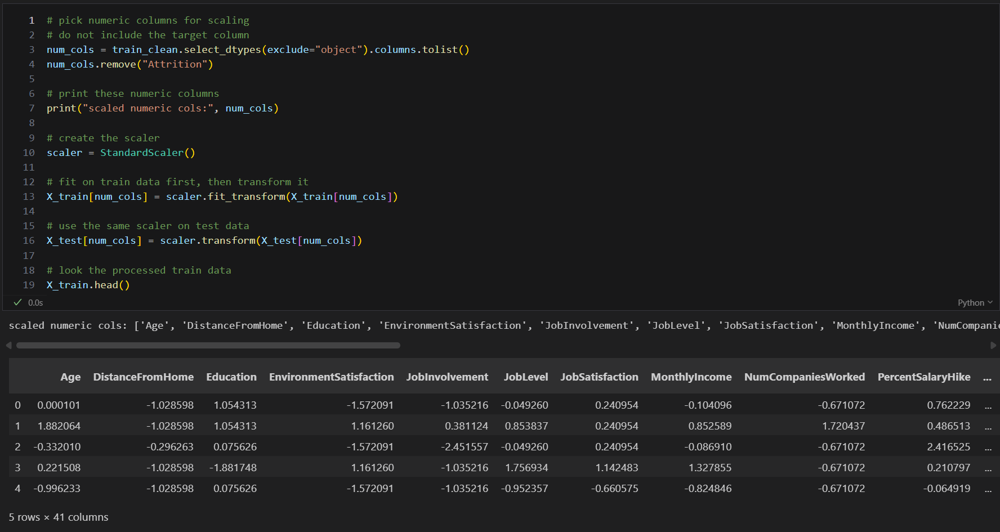 1 # pick numeric columns for scaling
2 # do not include the target column
3 num_cols = train_clean.select_dtypes(exclude="object").columns.tolist()
4 num_cols.remove("Attrition")
5
6 # print these numeric columns
7 print("scaled numeric cols:", num_cols)
8
9 # create the scaler
10 scaler = StandardScaler()
11
12 # fit on train data first, then transform it
13 X_train[num_cols] = scaler.fit_transform(X_train[num_cols])
14
15 # use the same scaler on test data
16 X_test[num_cols] = scaler.transform(X_test[num_cols])
17
18 # look the processed train data
19 X_train.head()
0.0s Python
scaled numeric cols: ['Age', 'DistanceFromHome', 'Education', 'EnvironmentSatisfaction', 'JobInvolvement', 'JobLevel', 'JobSatisfaction', 'MonthlyIncome', 'NumCompanie
Age DistanceFromHome Education EnvironmentSatisfaction JobInvolvement JobLevel JobSatisfaction MonthlyIncome NumCompaniesWorked PercentSalaryHike ...
0 0.000101 -1.028598 1.054313 -1.572091 -1.035216 -0.049260 0.240954 -0.104096 -0.671072 0.762229 ...
1 1.882064 -1.028598 1.054313 1.161260 0.381124 0.853837 0.240954 0.852589 1.720437 0.486513 ...
2 -0.332010 -0.296263 0.075626 -1.572091 -2.451557 -0.049260 0.240954 -0.086910 -0.671072 2.416525 ...
3 0.221508 -1.028598 -1.881748 1.161260 -1.035216 1.756934 1.142483 1.327855 -0.671072 0.210797 ...
4 -0.996233 -1.028598 0.075626 -1.572091 -1.035216 -0.952357 -0.660575 -0.824846 -0.671072 -0.064919 ...
5 rows × 41 columns